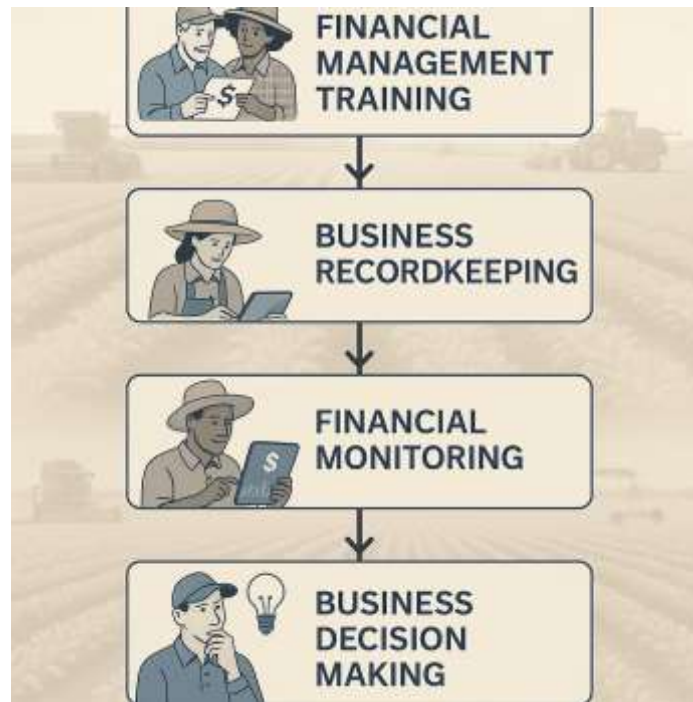 FINANCIAL
MANAGEMENT
TRAINING
$
BUSINESS
RECORDKEEPING
FINANCIAL
MONITORING
$
BUSINESS
DECISION
MAKING